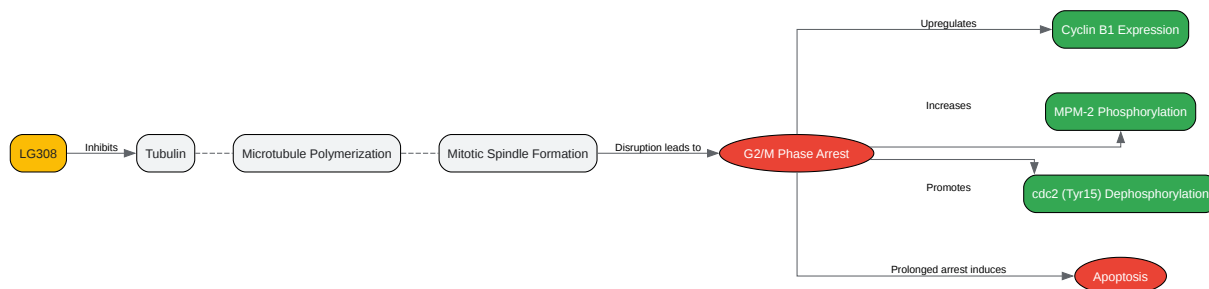 Upregulates
Cyclin B1 Expression
Increases
MPM-2 Phosphorylation
LG308
Inhibits
Tubulin
Microtubule Polymerization
Mitotic Spindle Formation
Disruption leads to
G2/M Phase Arrest
Promotes
cdc2 (Tyr15) Dephosphorylation
Prolonged arrest induces
Apoptosis